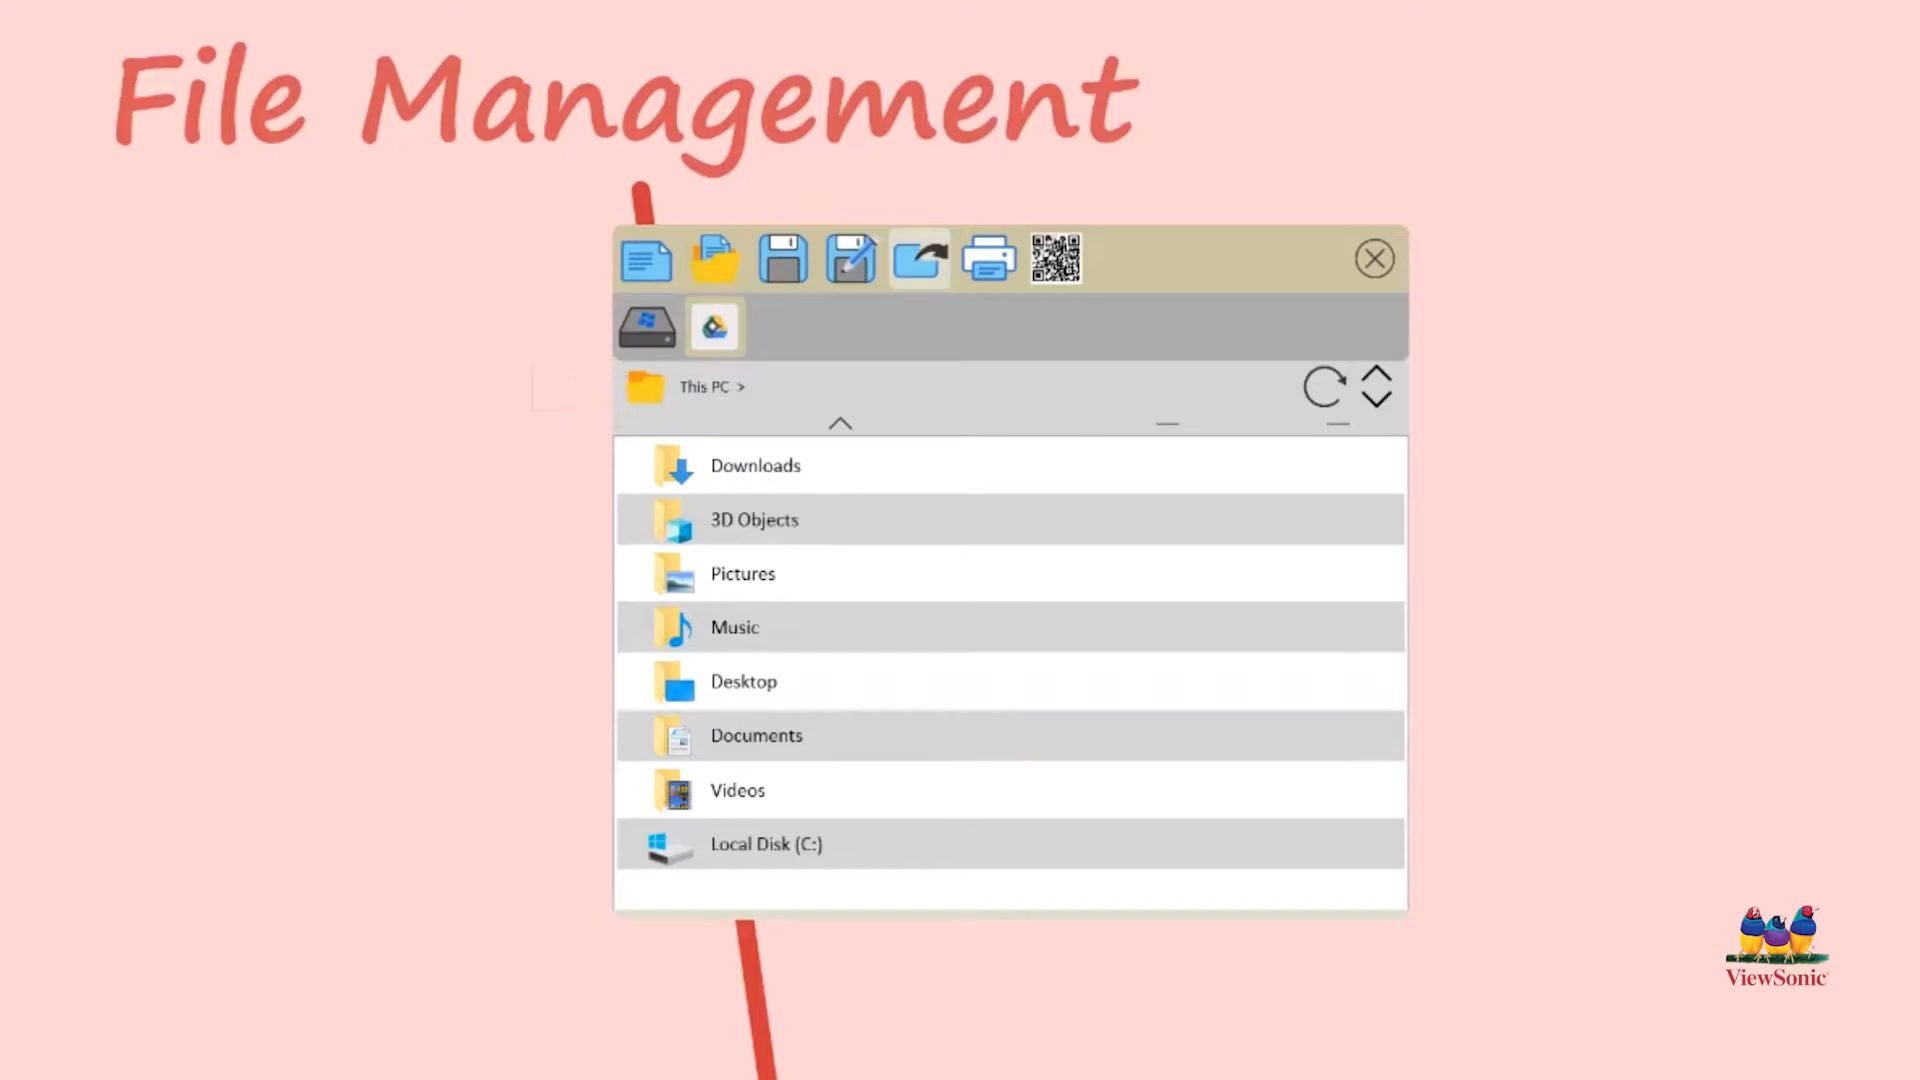 File Management
This PC >
Downloads
3D Objects
Pictures
Music
Desktop
Documents
Videos
Local Disk (C:)
ViewSonic